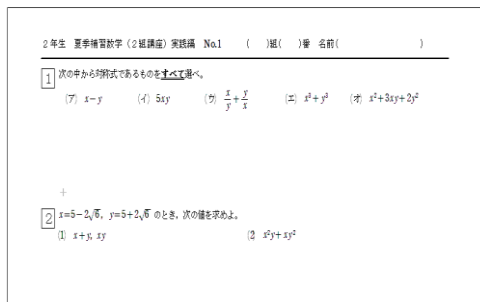 2年生 夏季補習数学(2組講座)実践編 No.1 ( )組( )番 名前( )
1 次の中から対称式であるものをすべて選べ。
(ア) x−y (イ) 5xy (ウ) x/y+y/x (エ) x³+y³ (オ) x²+3xy+2y²
2 x=5−2√6, y=5+2√6 のとき,次の値を求めよ。
(1) x+y, xy (2) x²y+xy²